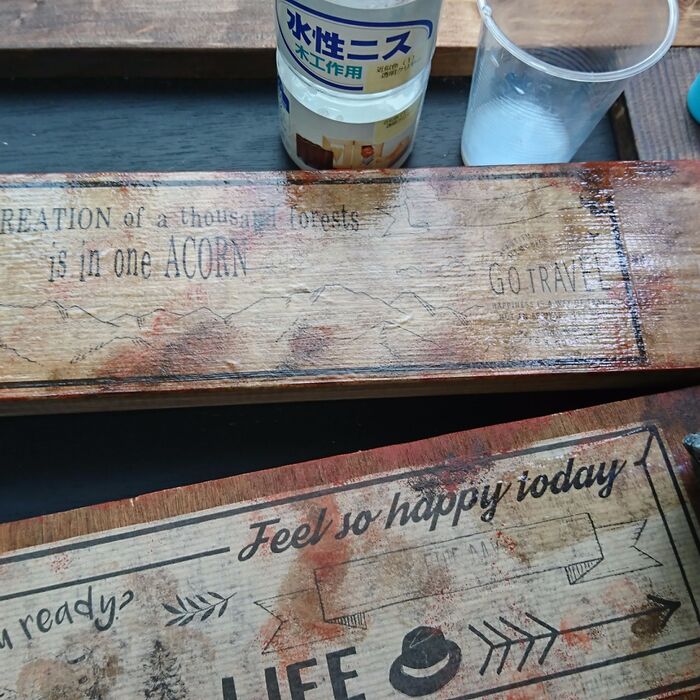 水性ニス
木工作用
REATION of a thousand forests
is in one ACORN
GO TRAVEL
Feel so happy today
u ready?
LIFE